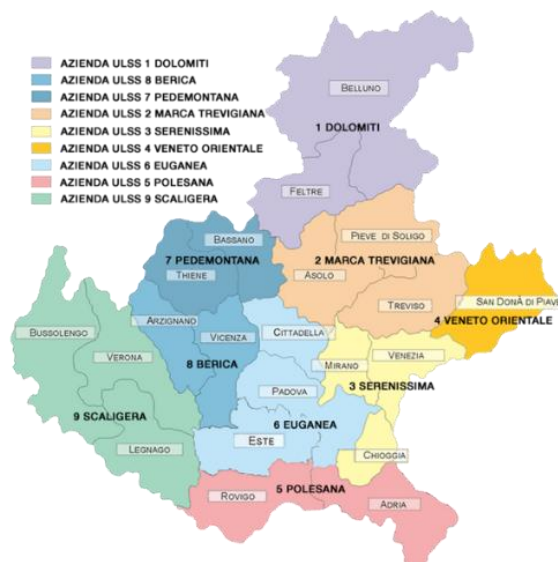 AZIENDA ULSS 1 DOLOMITI
AZIENDA ULSS 8 BERICA
AZIENDA ULSS 7 PEDEMONTANA
AZIENDA ULSS 2 MARCA TREVIGIANA
AZIENDA ULSS 3 SERENISSIMA
AZIENDA ULSS 4 VENETO ORIENTALE
AZIENDA ULSS 6 EUGANEA
AZIENDA ULSS 5 POLESANA
AZIENDA ULSS 9 SCALIGERA
BELLUNO
1 DOLOMITI
FELTRE
BASSANO
PIEVE DI SOLIGO
7 PEDEMONTANA
2 MARCA TREVIGIANA
THIENE
ASOLO
TREVISO
SAN DONÀ DI PIAVE
ARZIGNANO
4 VENETO ORIENTALE
BUSSOLENGO
VICENZA
CITTADELLA
VERONA
VENEZIA
8 BERICA
MIRANO
3 SERENISSIMA
PADOVA
9 SCALIGERA
6 EUGANEA
ESTE
LEGNAGO
CHIOGGIA
5 POLESANA
ROVIGO
ADRIA